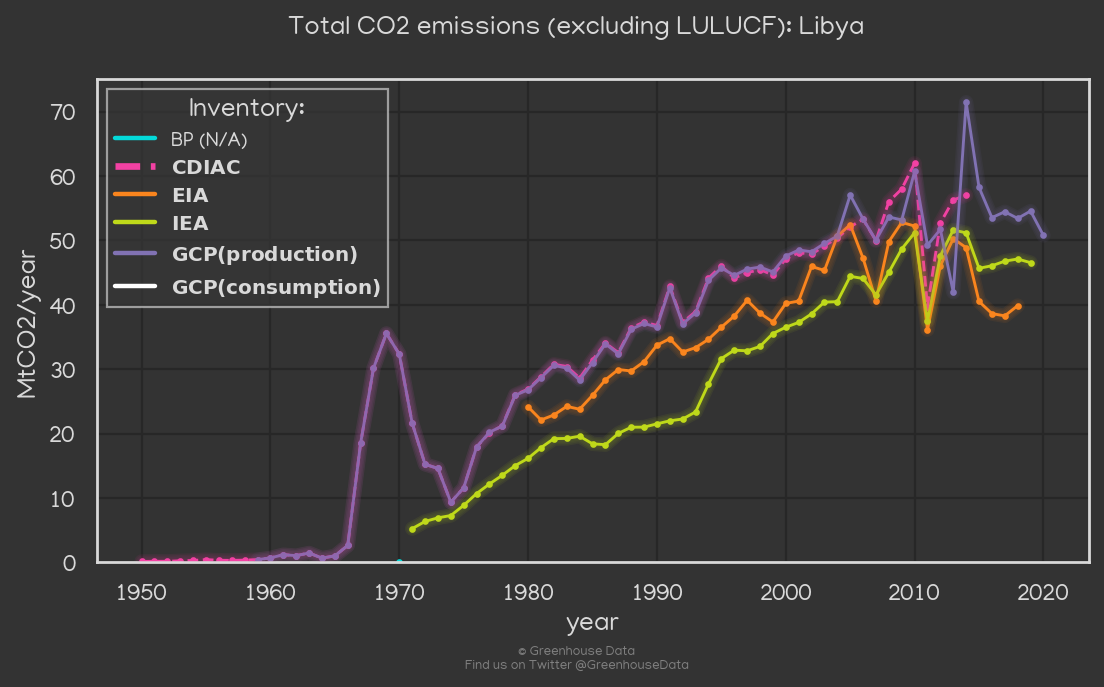 Total CO2 emissions (excluding LULUCF): Libya
Inventory:
BP (N/A)
CDIAC
EIA
IEA
GCP(production)
GCP(consumption)
MtCO2/year
70
60
50
40
30
20
10
0
1950 1960 1970 1980 1990 2000 2010 2020
year
© Greenhouse Data
Find us on Twitter @GreenhouseData